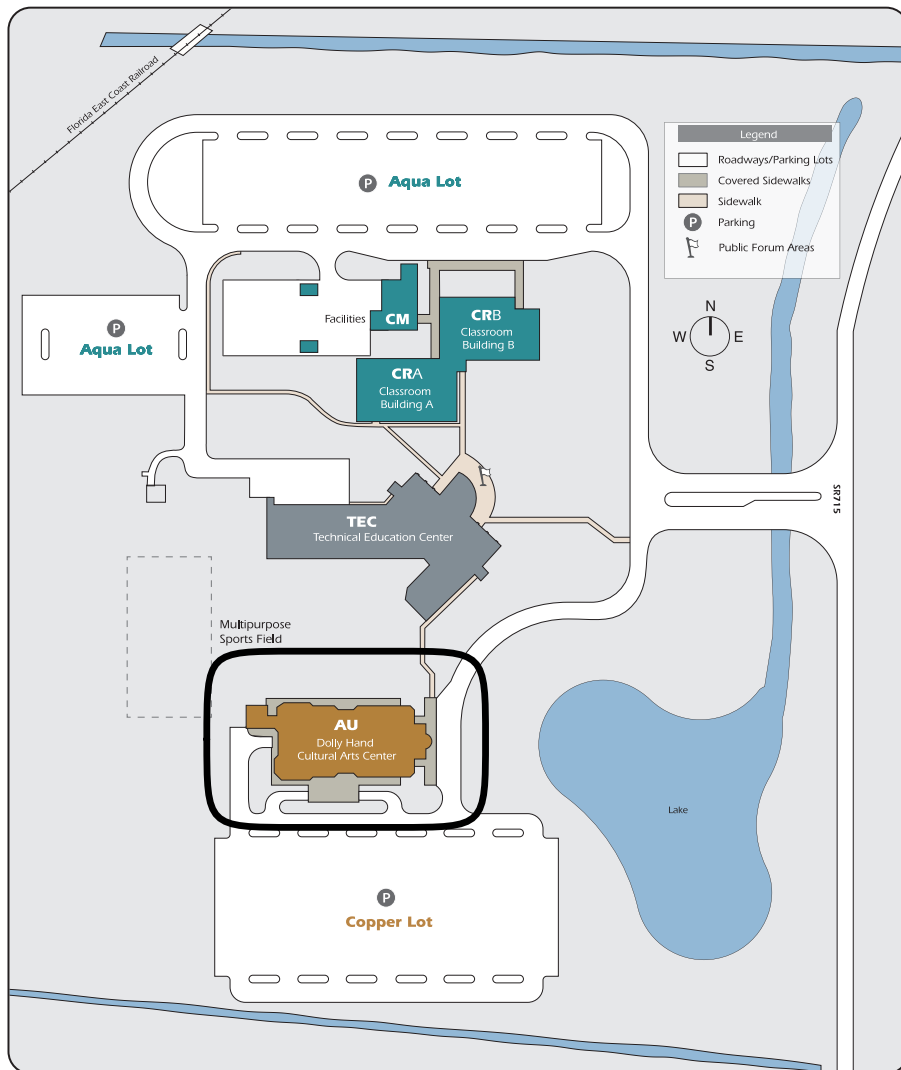 Florida East Coast Railroad
Legend
Roadways/Parking Lots
Covered Sidewalks
Sidewalk
P Parking
Public Forum Areas
P Aqua Lot
N
W E
S
P
Aqua Lot
Facilities
CM
CRB
Classroom
Building B
CRA
Classroom
Building A
SR715
TEC
Technical Education Center
Multipurpose
Sports Field
AU
Dolly Hand
Cultural Arts Center
Lake
P
Copper Lot